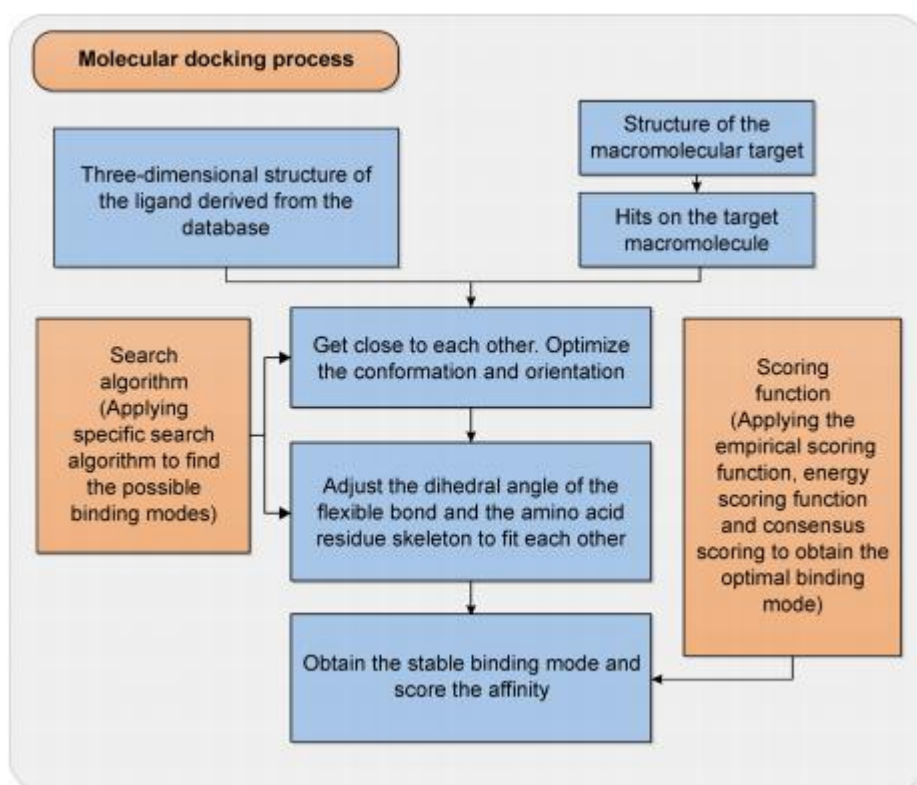 Molecular docking process
Three-dimensional structure of
the ligand derived from the
database
Structure of the
macromolecular target
Hits on the target
macromolecule
Search
algorithm
(Applying
specific search
algorithm to find
the possible
binding modes)
Get close to each other. Optimize
the conformation and orientation
Adjust the dihedral angle of the
flexible bond and the amino acid
residue skeleton to fit each other
Obtain the stable binding mode and
score the affinity
Scoring
function
(Applying the
empirical scoring
function, energy
scoring function
and consensus
scoring to obtain the
optimal binding
mode)